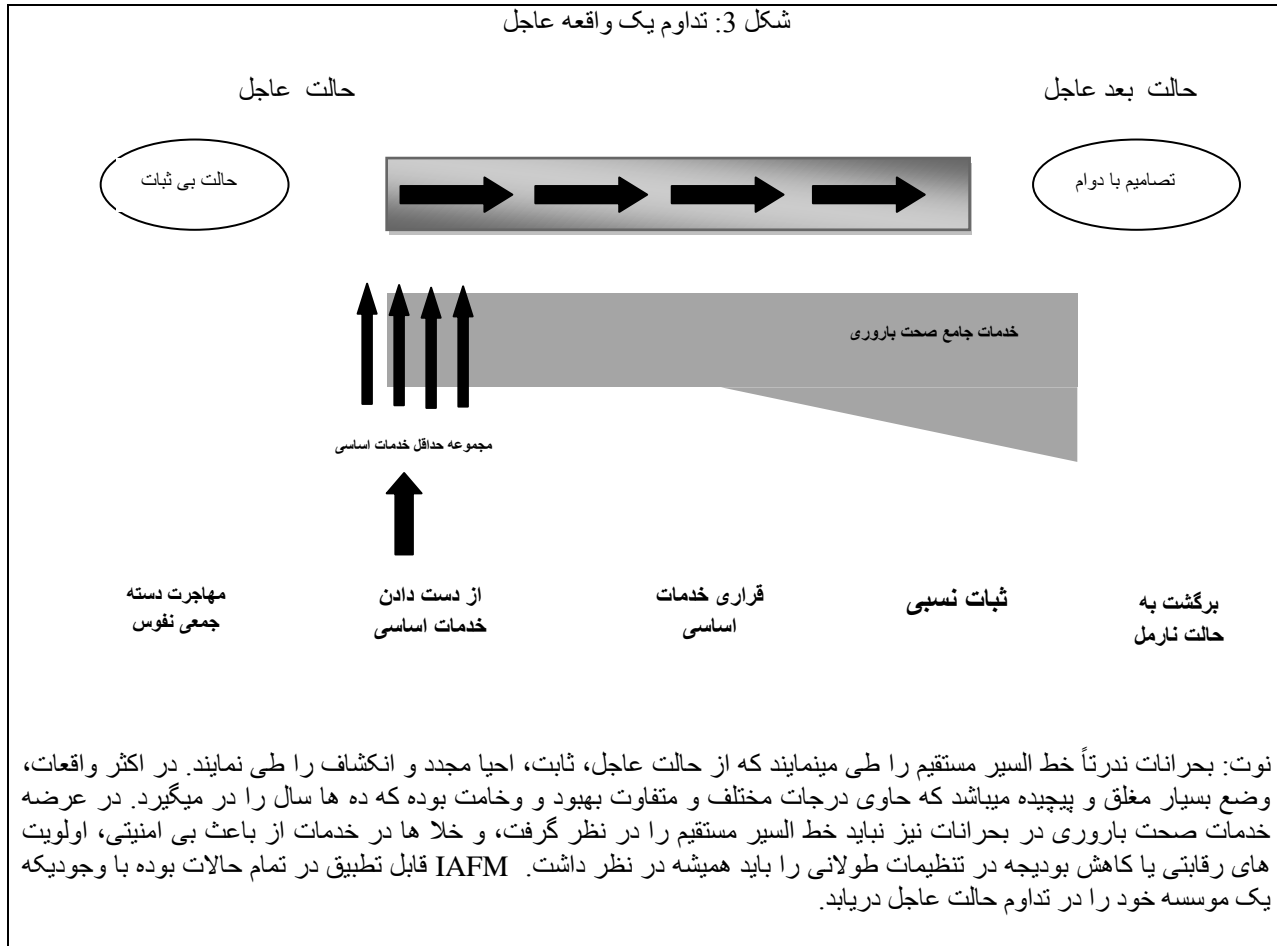 شکل 3: تداوم یک واقعه عاجل
حالت بعد عاجل
حالت عاجل
تصامیم با دوام
حالت بی ثبات
خدمات جامع صحت باروری
مجموعه حداقل خدمات اساسی
برگشت به
حالت نارمل
ثبات نسبی
قراری خدمات
اساسی
از دست دادن
خدمات اساسی
مهاجرت دسته
جمعی نفوس
نوت: بحرانات ندرتاً خط السیر مستقیم را طی مینمایند که از حالت عاجل، ثابت، احیا مجدد و انکشاف را طی نمایند. در اکثر واقعات،
وضع بسیار مغلق و پیچیده میباشد که حاوی درجات مختلف و متفاوت بهبود و وخامت بوده که ده ها سال را در میگیرد. در عرضه
خدمات صحت باروری در بحرانات نیز نباید خط السیر مستقیم را در نظر گرفت، و خلا ها در خدمات از باعث بی امنیتی، اولویت
های رقابتی یا کاهش بودیجه در تنظیمات طولانی را باید همیشه در نظر داشت. IAFM قابل تطبیق در تمام حالات بوده با وجودیکه
یک موسسه خود را در تداوم حالت عاجل دریابد.